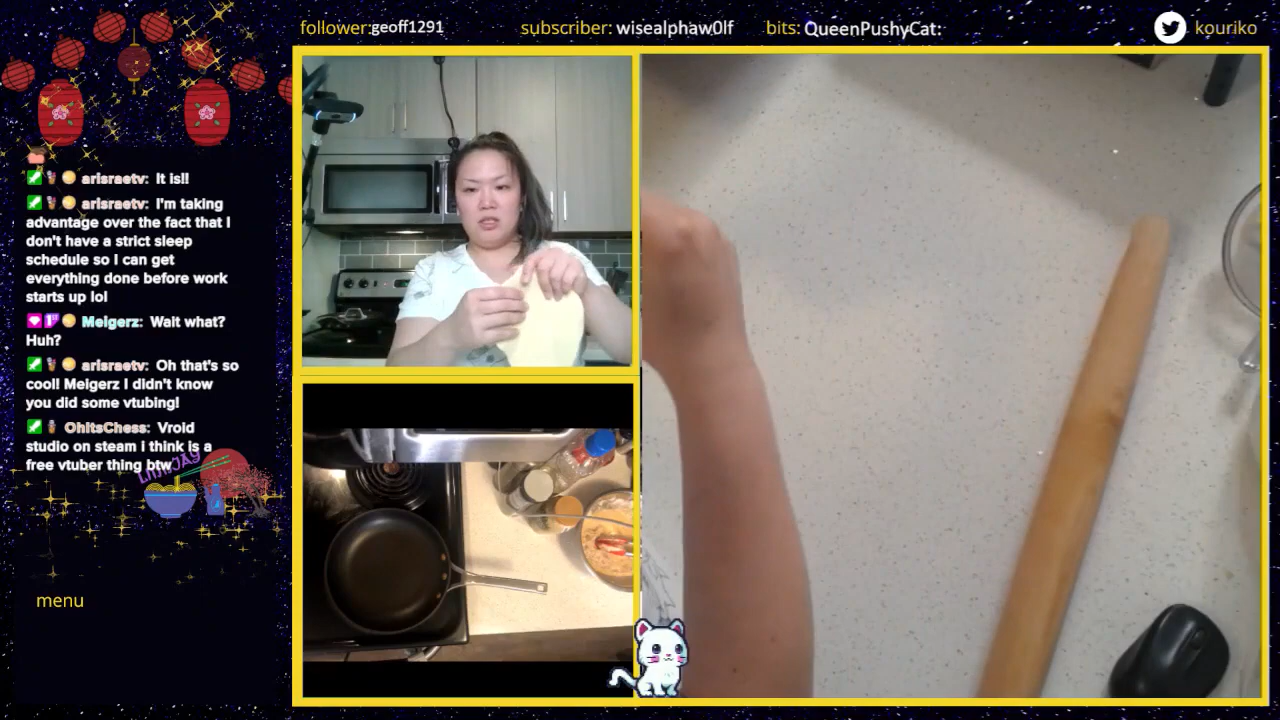 follower:geoff1291
subscriber: wisealphaw0lf
bits: QueenPushyCat:
kouriko
arisraetv: It is!!
arisraetv: I'm taking
advantage over the fact that I
don't have a strict sleep
schedule so I can get
everything done before work
starts up lol
Meigerz: Wait what?
Huh?
arisraetv: Oh that's so
cool! Meigerz I didn't know
you did some vtubing!
OhItsChess: Vroid
studio on steam i think is a
free vtuber thing btw
menu